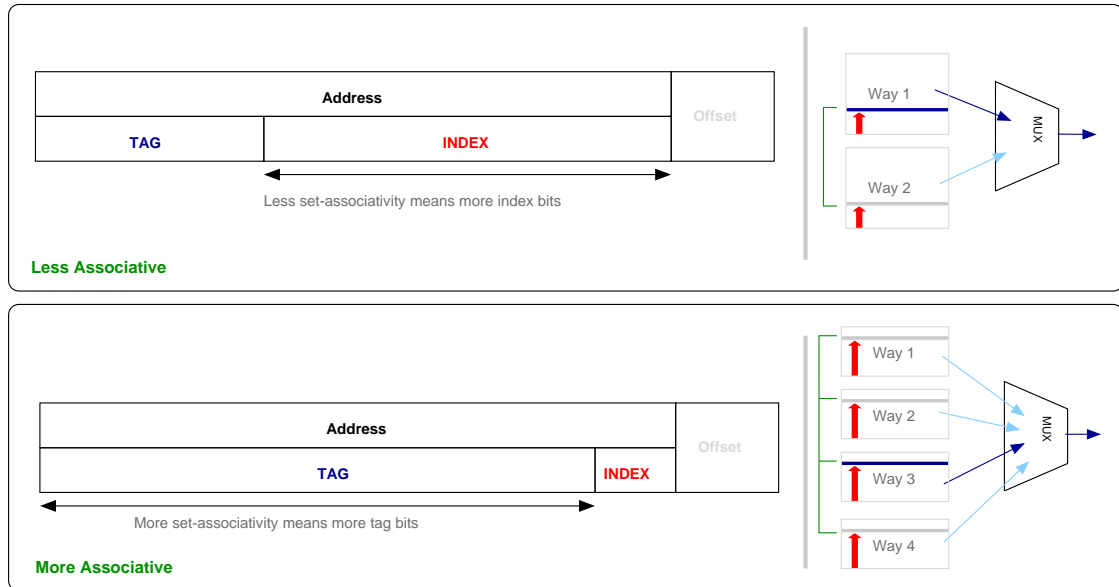 Address
Offset
TAG
INDEX
Less set-associativity means more index bits
Less Associative
Way 1
Way 2
MUX
Address
Offset
TAG
INDEX
More set-associativity means more tag bits
More Associative
Way 1
Way 2
Way 3
Way 4
MUX